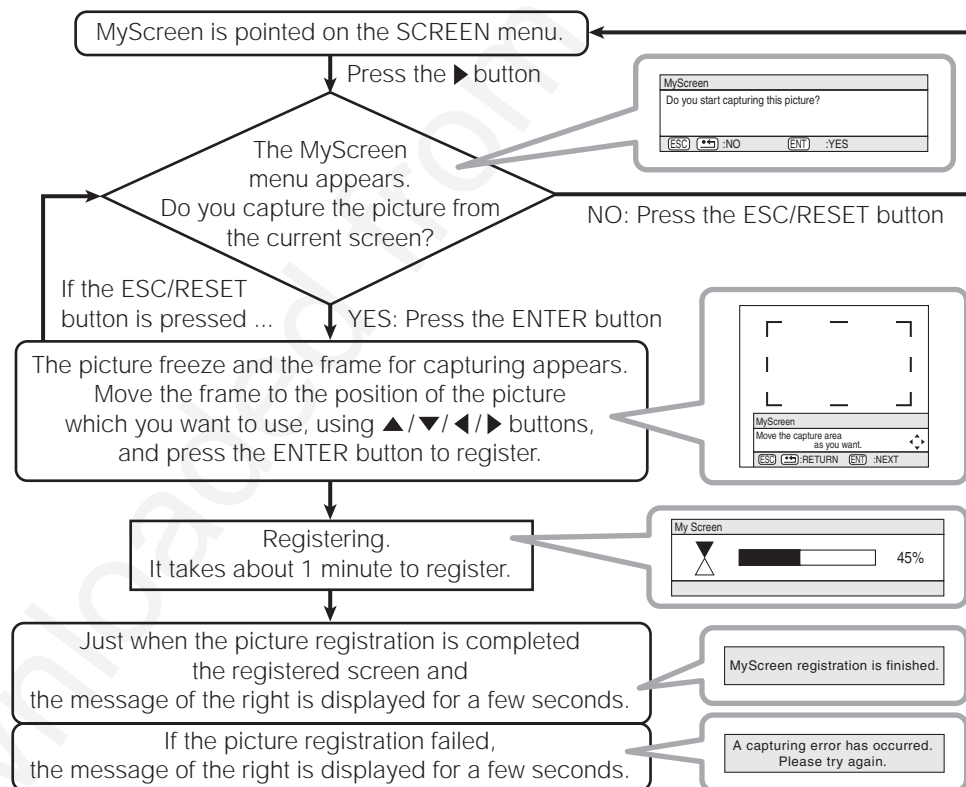 MyScreen is pointed on the SCREEN menu.
Press the ▶ button
MyScreen
Do you start capturing this picture?
ESC :NO ENT :YES
The MyScreen
menu appears.
Do you capture the picture from
the current screen?
NO: Press the ESC/RESET button
If the ESC/RESET
button is pressed ...
YES: Press the ENTER button
The picture freeze and the frame for capturing appears.
Move the frame to the position of the picture
which you want to use, using ▲/▼/◀/▶ buttons,
and press the ENTER button to register.
MyScreen
Move the capture area
as you want.
ESC :RETURN ENT :NEXT
Registering.
It takes about 1 minute to register.
My Screen
45%
Just when the picture registration is completed
the registered screen and
the message of the right is displayed for a few seconds.
MyScreen registration is finished.
If the picture registration failed,
the message of the right is displayed for a few seconds.
A capturing error has occurred.
Please try again.